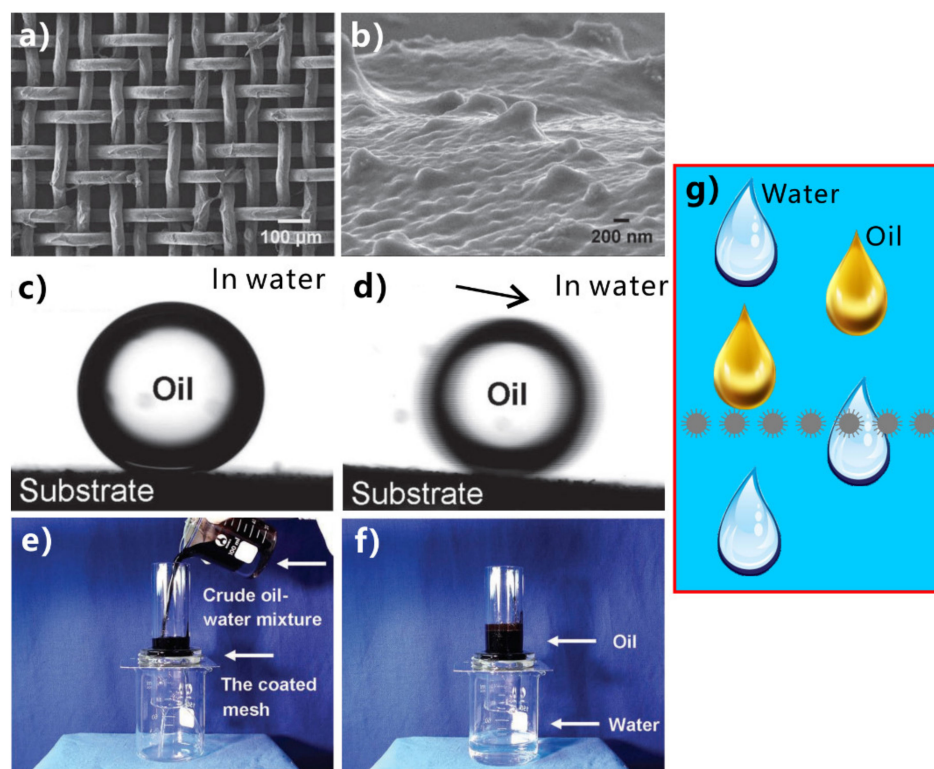 a)
100 µm
b)
200 nm
c)
In water
Oil
Substrate
d)
In water
Oil
Substrate
e)
Crude oil-
water mixture
The coated
mesh
f)
Oil
Water
g)
Water
Oil